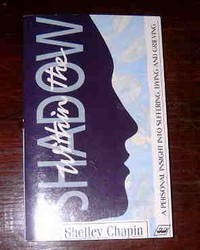 Within the
SHADOW
A PERSONAL INSIGHT INTO SUFFERING, DYING AND GRIEVING
Shelley Chapin